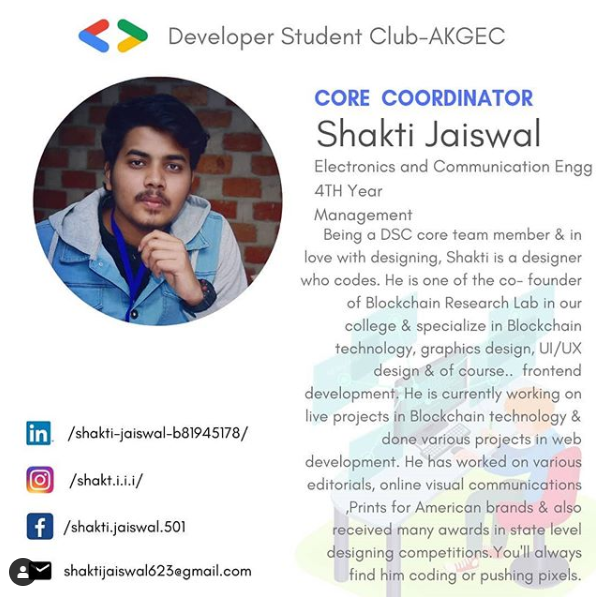 Developer Student Club-AKGEC
CORE COORDINATOR
Shakti Jaiswal
Electronics and Communication Engg
4TH Year
Management
Being a DSC core team member & in
love with designing, Shakti is a designer
who codes. He is one of the co- founder
of Blockchain Research Lab in our
college & specialize in Blockchain
technology, graphics design, UI/UX
design & of course.. frontend
development. He is currently working on
live projects in Blockchain technology &
done various projects in web
development. He has worked on various
editorials, online visual communications
,Prints for American brands & also
received many awards in state level
designing competitions.You'll always
find him coding or pushing pixels.
in /shakti-jaiswal-b81945178/
/shakt.i.i.i/
f /shakti.jaiswal.501
shaktijaiswal623@gmail.com